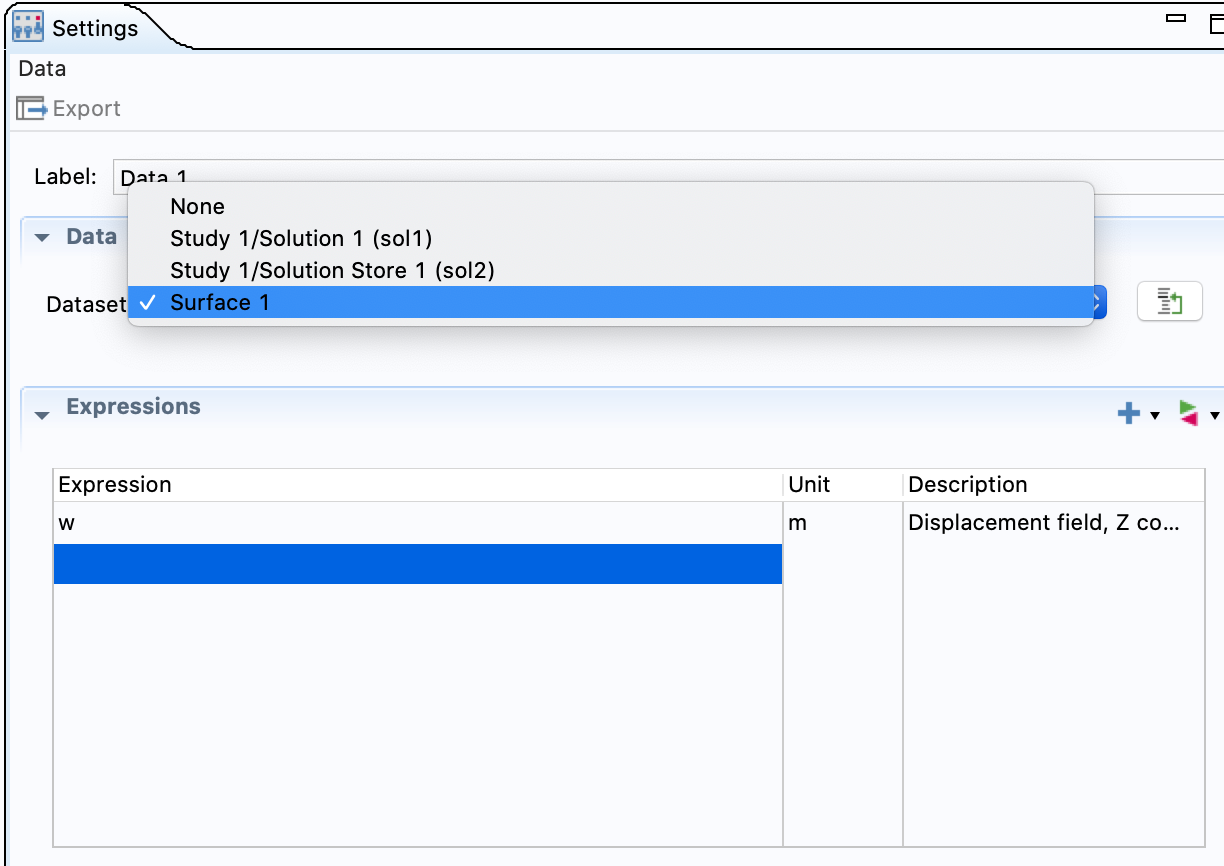 Settings
Data
Export
Label: Data 1
None
Data
Study 1/Solution 1 (sol1)
Study 1/Solution Store 1 (sol2)
Dataset
Surface 1
Expressions
Expression Unit Description
w m Displacement field, Z co...